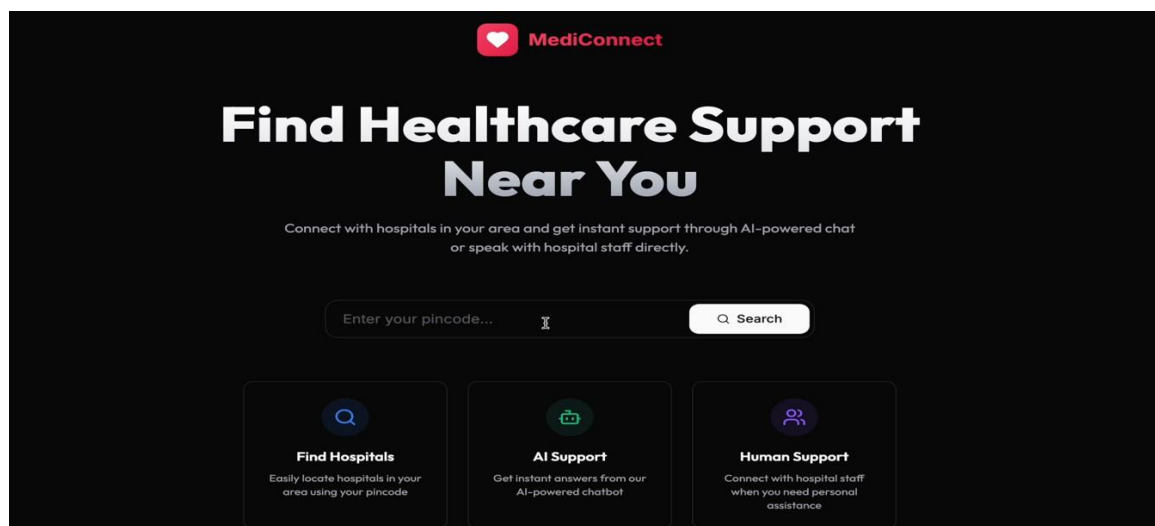 MediConnect
Find Healthcare Support
Near You
Connect with hospitals in your area and get instant support through AI-powered chat
or speak with hospital staff directly.
Enter your pincode...
Search
Find Hospitals
Easily locate hospitals in your
area using your pincode
AI Support
Get instant answers from our
AI-powered chatbot
Human Support
Connect with hospital staff
when you need personal
assistance